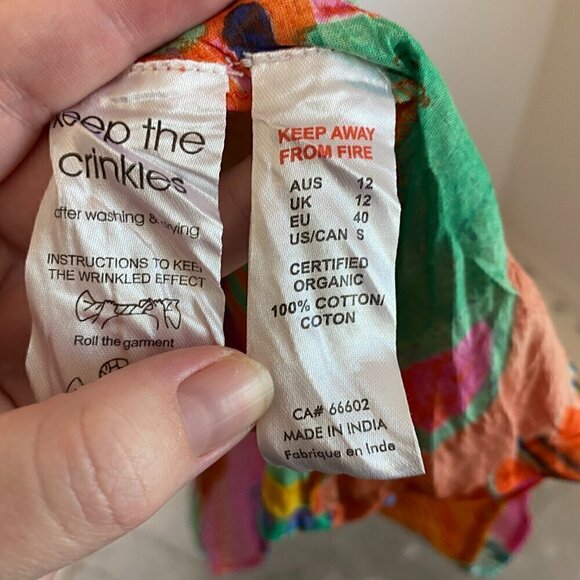 keep the
crinkles
after washing & drying
INSTRUCTIONS TO KEEP
THE WRINKLED EFFECT
Roll the garment
KEEP AWAY
FROM FIRE
AUS 12
UK 12
EU 40
US/CAN S
CERTIFIED
ORGANIC
100% COTTON/
COTON
CA# 66602
MADE IN INDIA
Fabrique en Inde